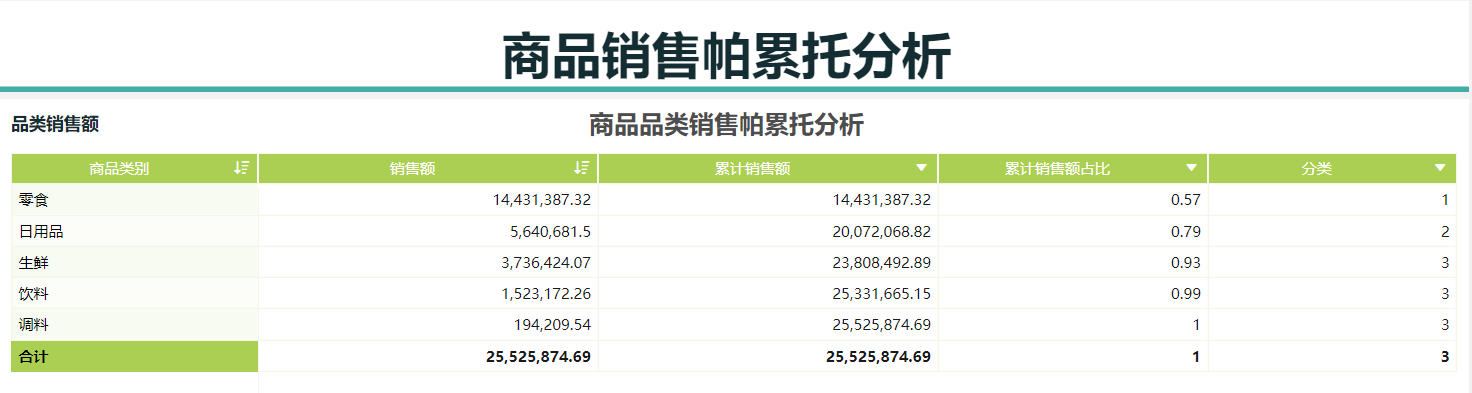 商品销售帕累托分析
品类销售额
商品品类销售帕累托分析
商品类别 销售额 累计销售额 累计销售额占比 分类
零食 14,431,387.32 14,431,387.32 0.57 1
日用品 5,640,681.5 20,072,068.82 0.79 2
生鲜 3,736,424.07 23,808,492.89 0.93 3
饮料 1,523,172.26 25,331,665.15 0.99 3
调料 194,209.54 25,525,874.69 1 3
合计 25,525,874.69 25,525,874.69 1 3